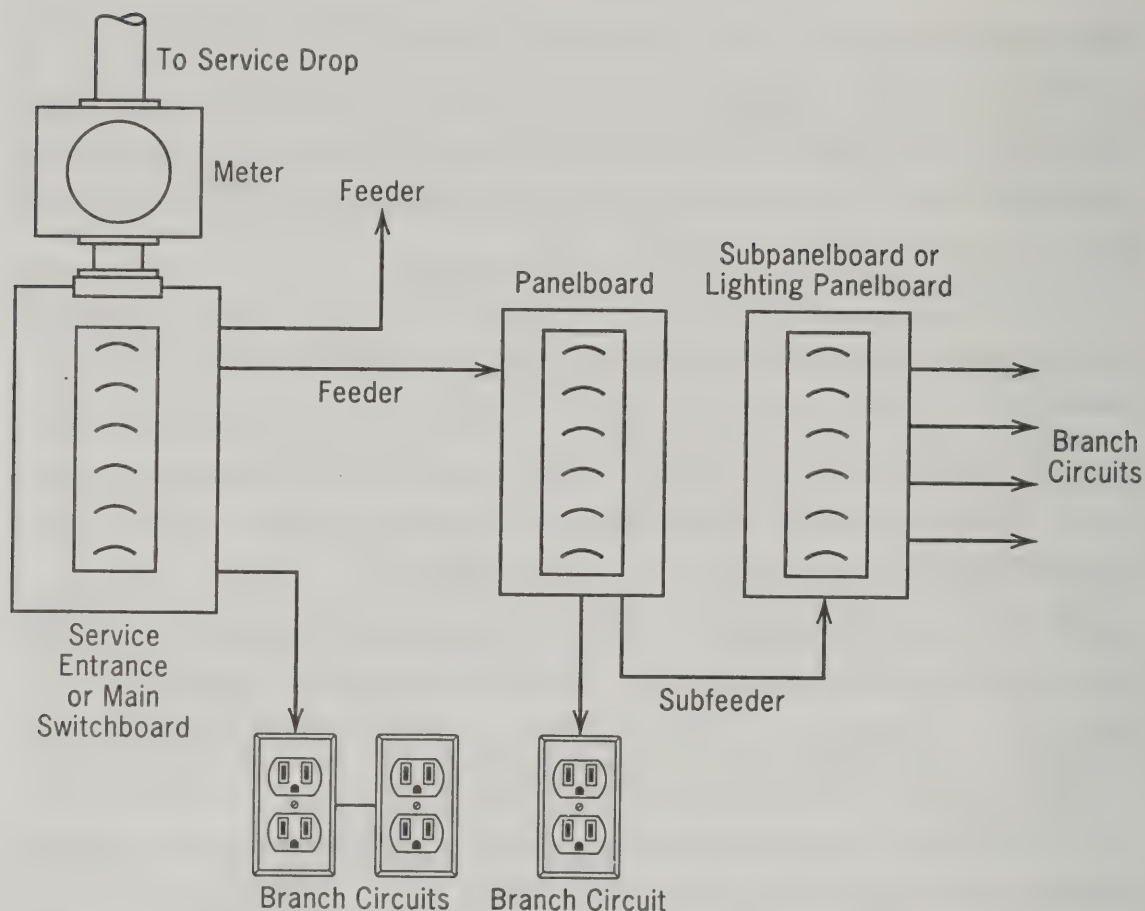 To Service Drop
Meter
Feeder
Subpanelboard or
Lighting Panelboard
Panelboard
Feeder
Branch
Circuits
Service
Entrance
or Main
Switchboard
Subfeeder
Branch Circuits
Branch Circuit